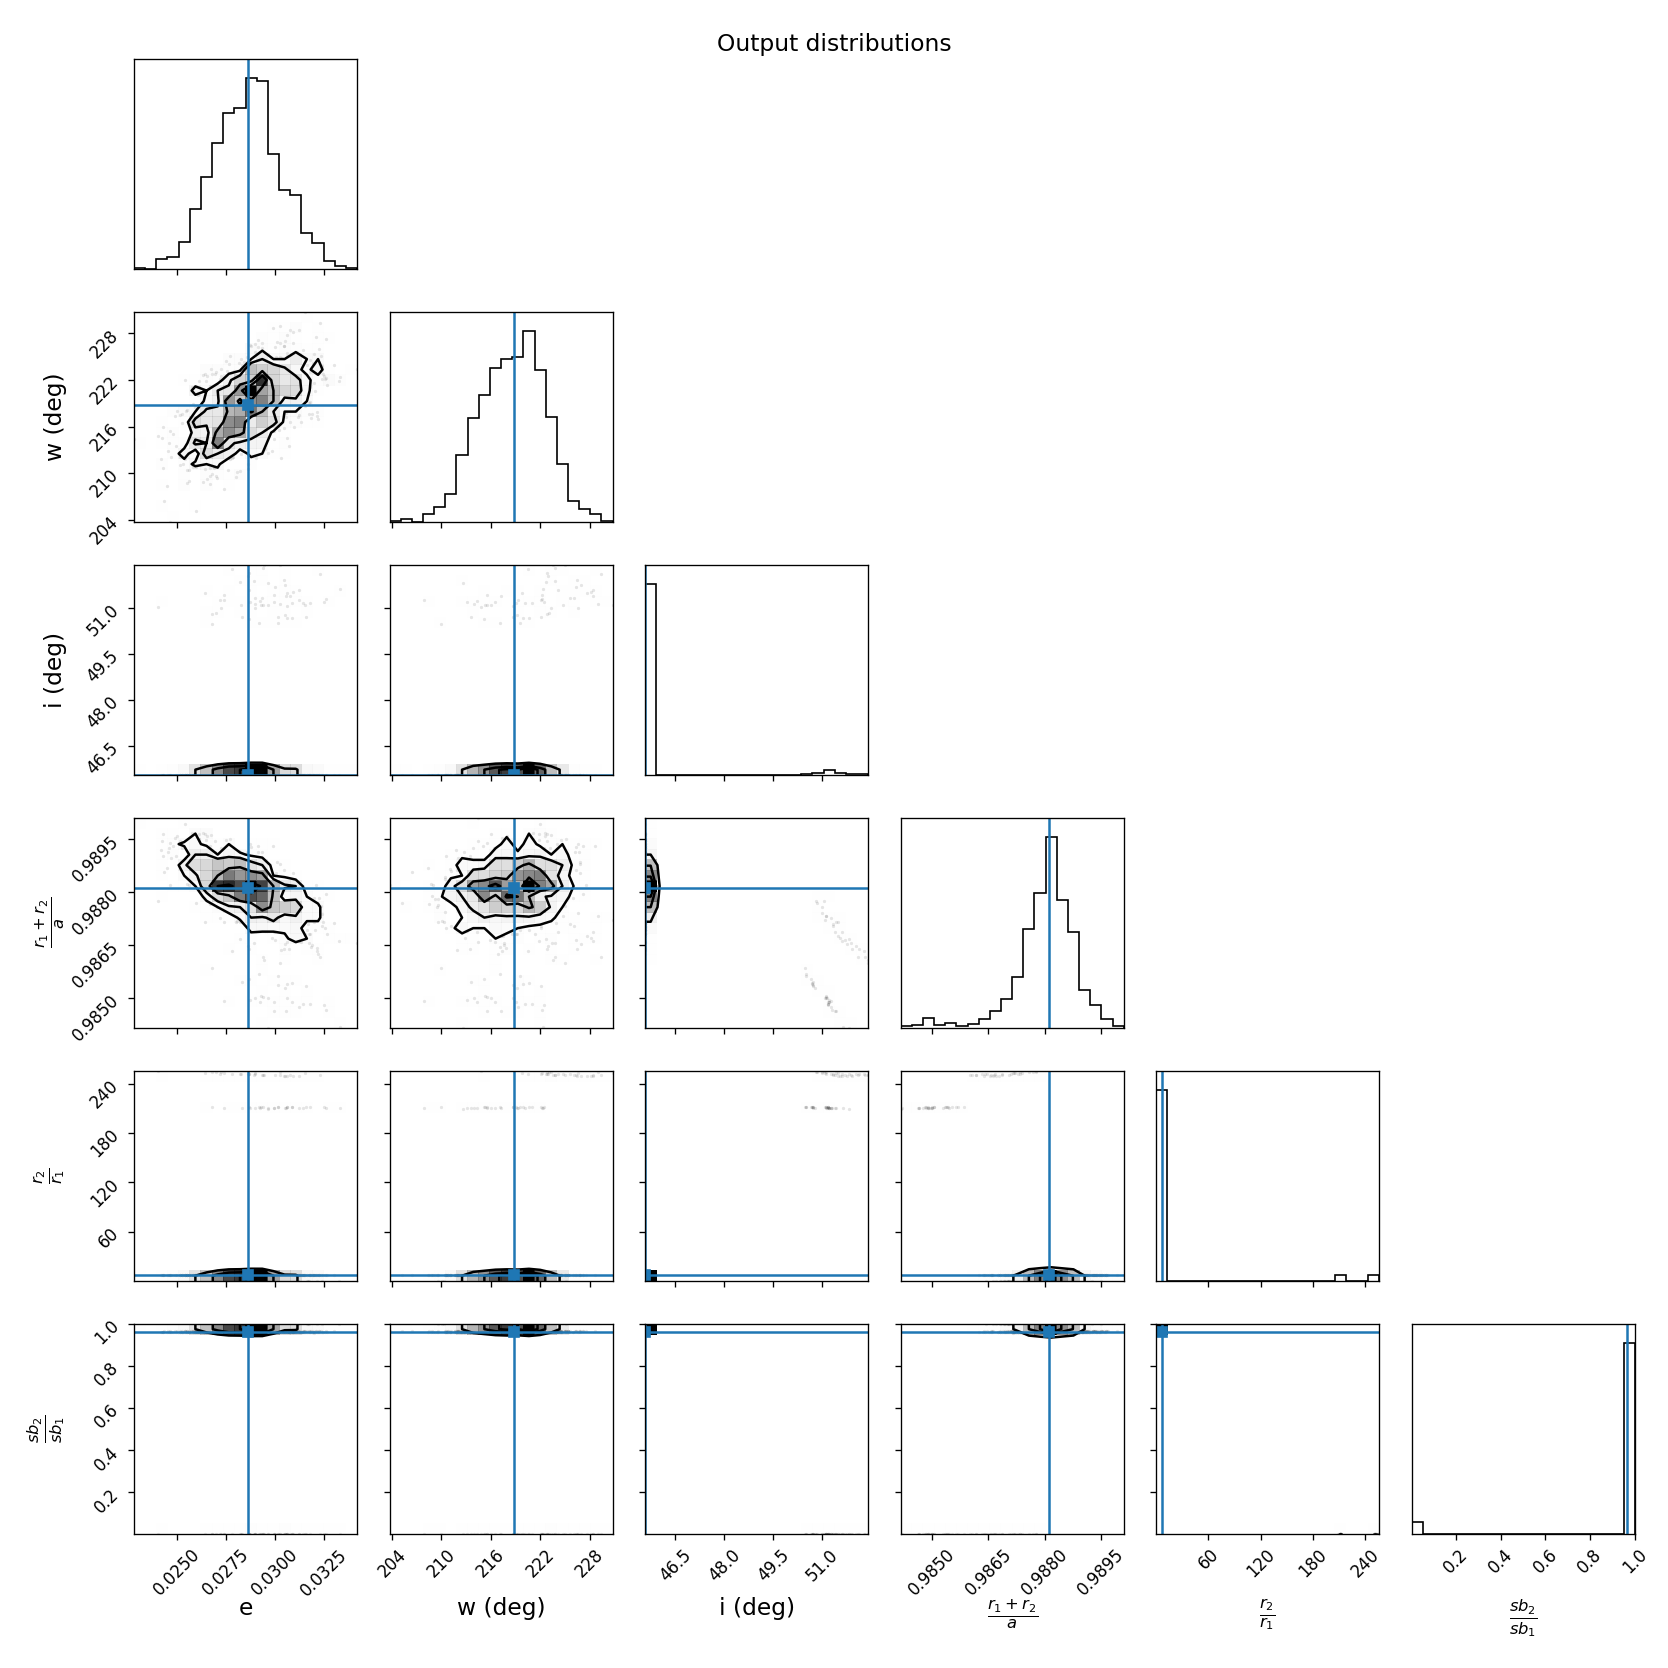 Output distributions
228
222
216
210
204
w (deg)
51.0
49.5
48.0
46.5
i (deg)
0.9895
0.9880
0.9865
0.9850
r₁ + r₂
a
240
180
120
60
r₂
r₁
1.0
0.8
0.6
0.4
0.2
sb₂
sb₁
0.0250 0.0275 0.0300 0.0325
204 210 216 222 228
46.5 48.0 49.5 51.0
0.9850 0.9865 0.9880 0.9895
60 120 180 240
0.2 0.4 0.6 0.8 1.0
e
w (deg)
i (deg)
r₁ + r₂
a
r₂
r₁
sb₂
sb₁